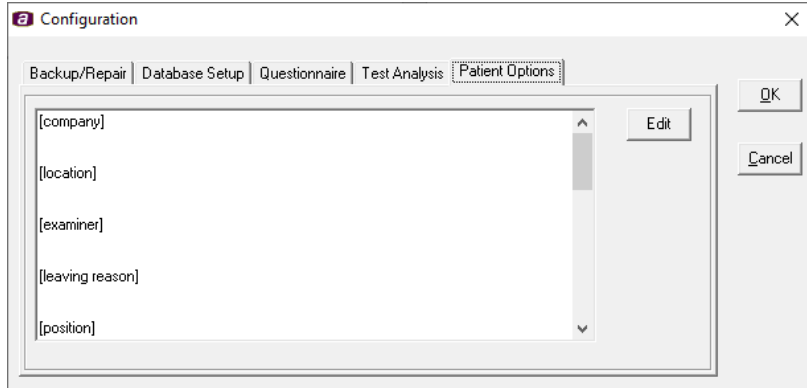 a Configuration
Backup/Repair Database Setup Questionnaire Test Analysis Patient Options
OK
[company]
Edit
Cancel
[location]
[examiner]
[leaving reason]
[position]